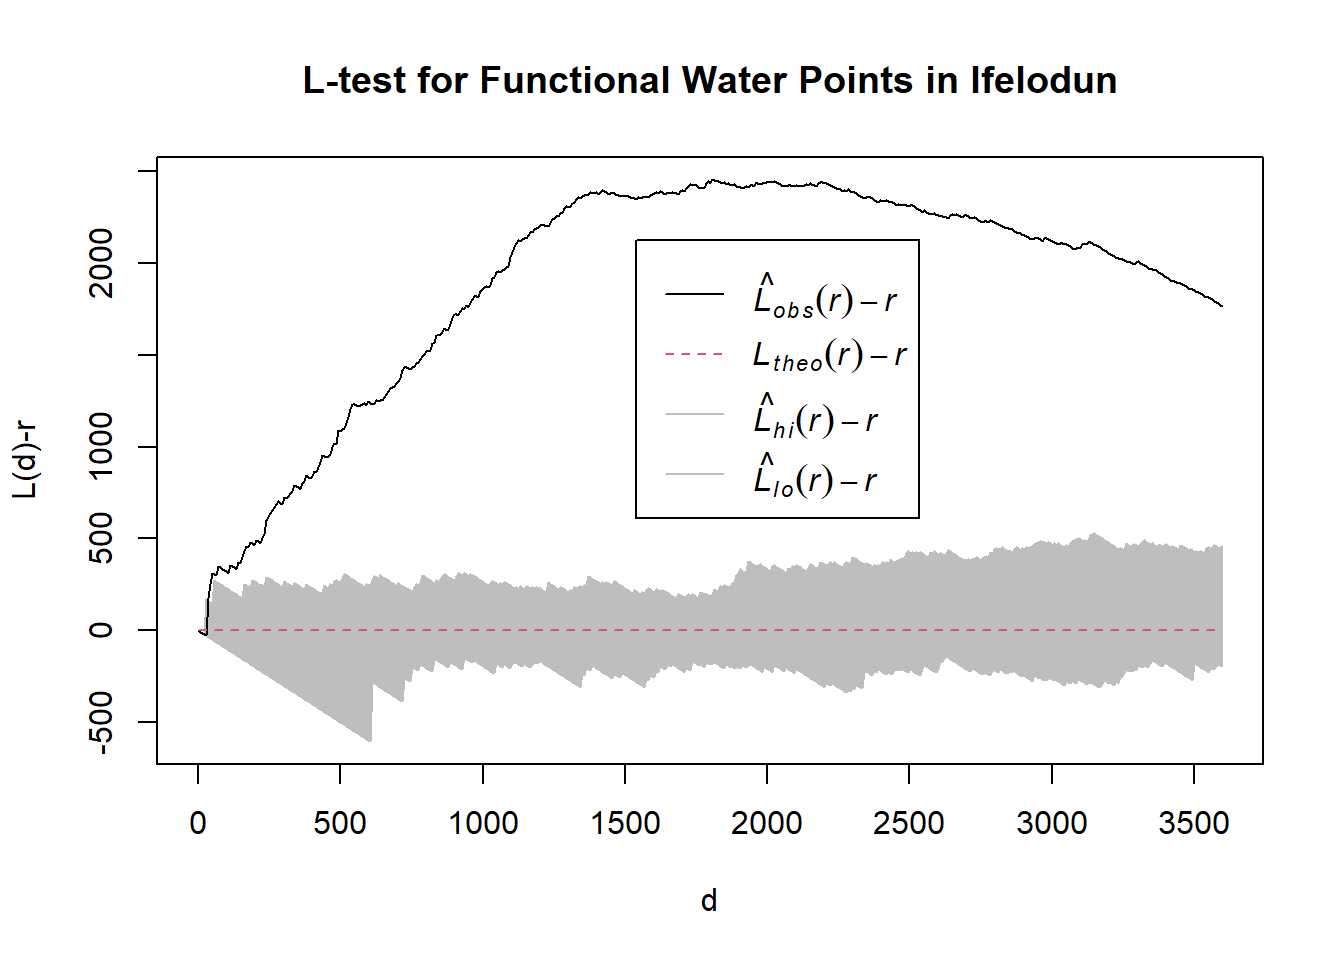 L-test for Functional Water Points in Ifelodun
L(d)-r
2000
1000
500
0
-500
L̂obs(r) – r
Ltheo(r) – r
L̂hi(r) – r
L̂lo(r) – r
0 500 1000 1500 2000 2500 3000 3500
d